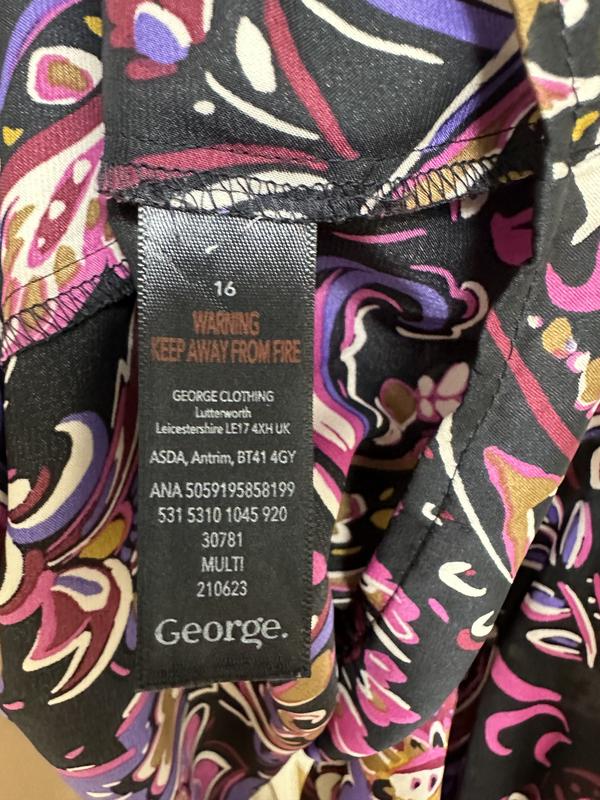 16
WARNING
KEEP AWAY FROM FIRE
GEORGE CLOTHING
Lutterworth
Leicestershire LE17 4XH UK
ASDA, Antrim, BT41 4GY
ANA 5059195858199
531 5310 1045 920
30781
MULTI
210623
George.